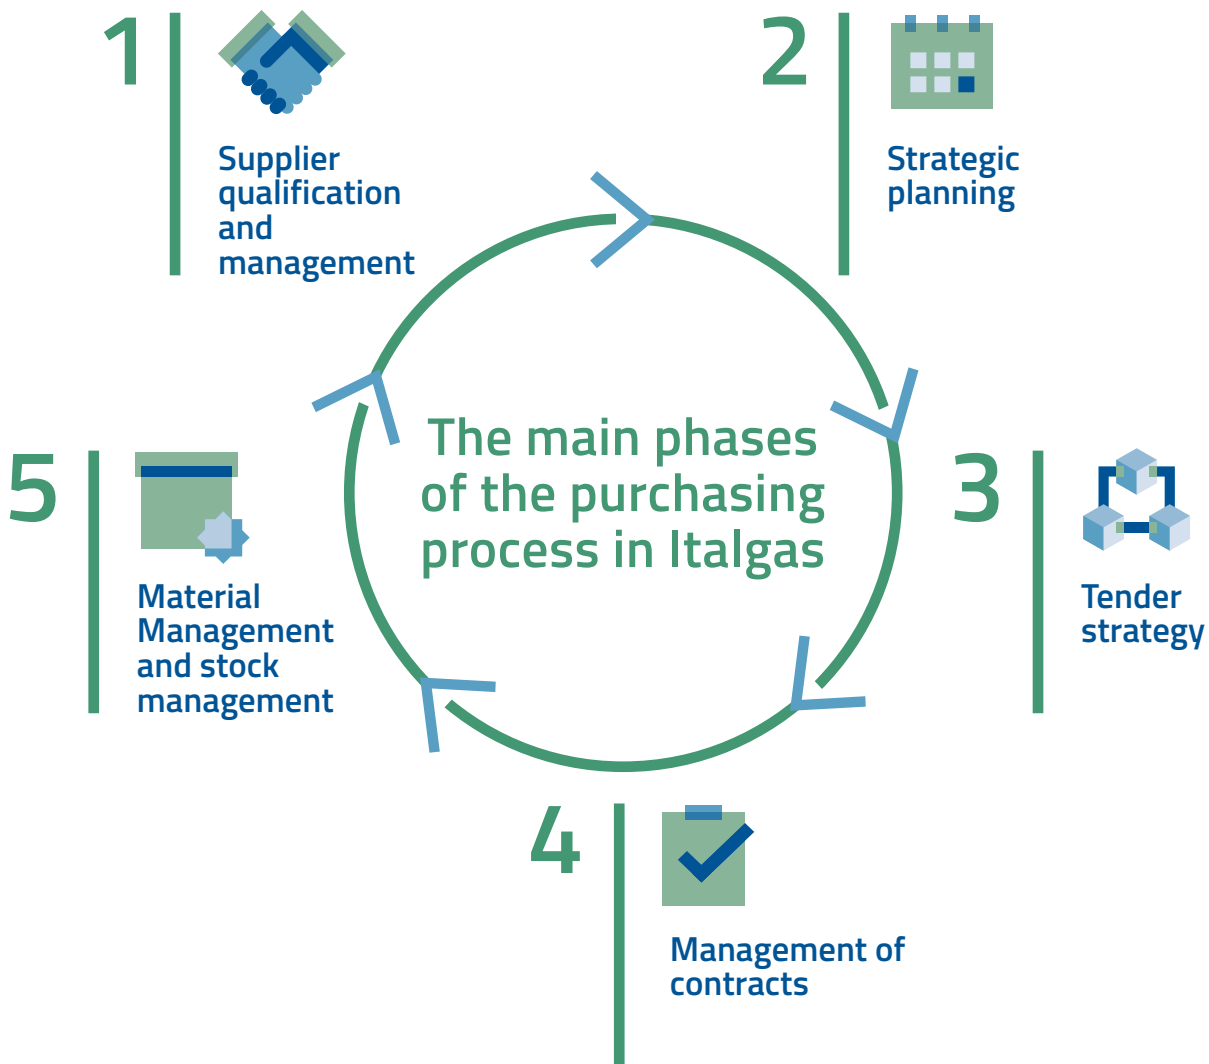 1
Supplier
qualification
and
management
2
Strategic
planning
The main phases
of the purchasing
process in Italgas
3
Tender
strategy
4
Management of
contracts
5
Material
Management
and stock
management